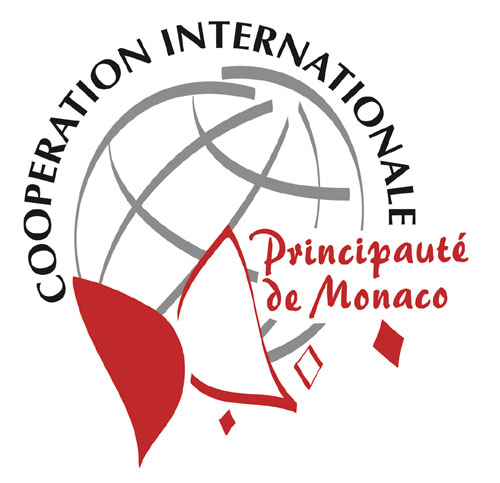 COOPERATION INTERNATIONALE
Principauté
de Monaco